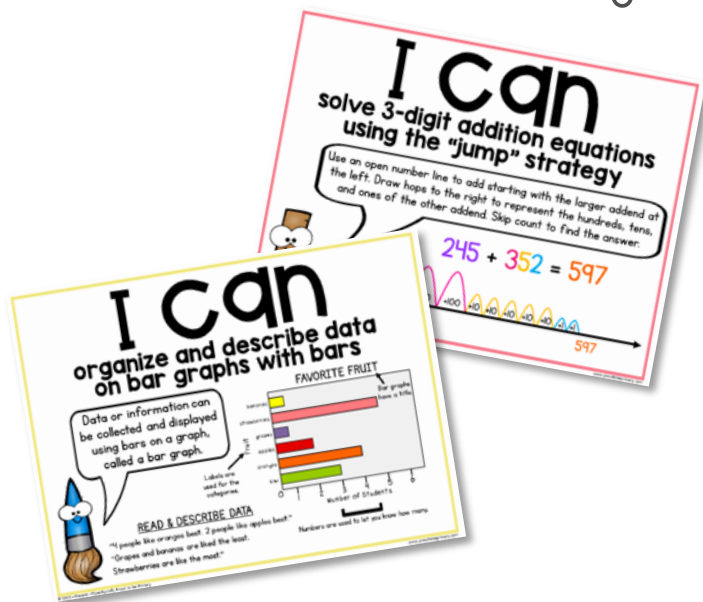 I can
solve 3-digit addition equations
using the "jump" strategy
Use an open number line to add starting with the larger addend at
the left. Draw hops to the right to represent the hundreds, tens,
and ones of the other addend. Skip count to find the answer.
245 + 352 = 597
+100
+10
+10
+10
+10
+10
+1
+1
597
I can
organize and describe data
on bar graphs with bars
Data or information can
be collected and displayed
using bars on a graph,
called a bar graph.
FAVORITE FRUIT
Bar graphs
have a title.
bananas
strawberries
grapes
apples
oranges
kiwi
Fruit
0 1 2 3 4 5 6
Number of Students
Labels are
used for the
categories.
Numbers are used to let you know how many.
READ & DESCRIBE DATA
"4 people like oranges best. 2 people like apples best."
"Grapes and bananas are liked the least.
Strawberries are like the most."